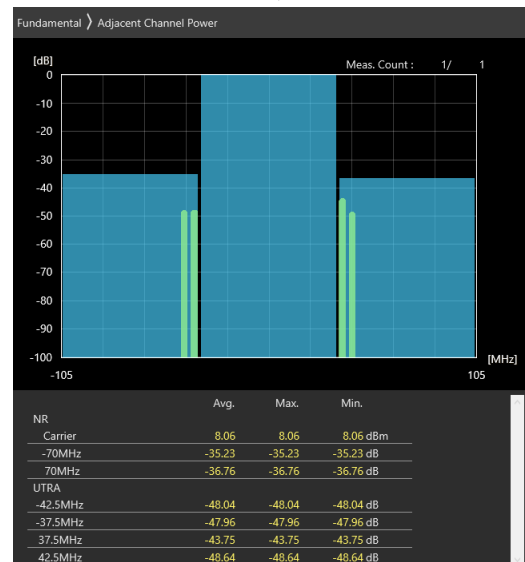 Fundamental 〉 Adjacent Channel Power
[dB]
Meas. Count : 1/ 1
0
-10
-20
-30
-40
-50
-60
-70
-80
-90
-100
[MHz]
-105 105
Avg. Max. Min.
NR
Carrier 8.06 8.06 8.06 dBm
-70MHz -35.23 -35.23 -35.23 dB
70MHz -36.76 -36.76 -36.76 dB
UTRA
-42.5MHz -48.04 -48.04 -48.04 dB
-37.5MHz -47.96 -47.96 -47.96 dB
37.5MHz -43.75 -43.75 -43.75 dB
42.5MHz -48.64 -48.64 -48.64 dB